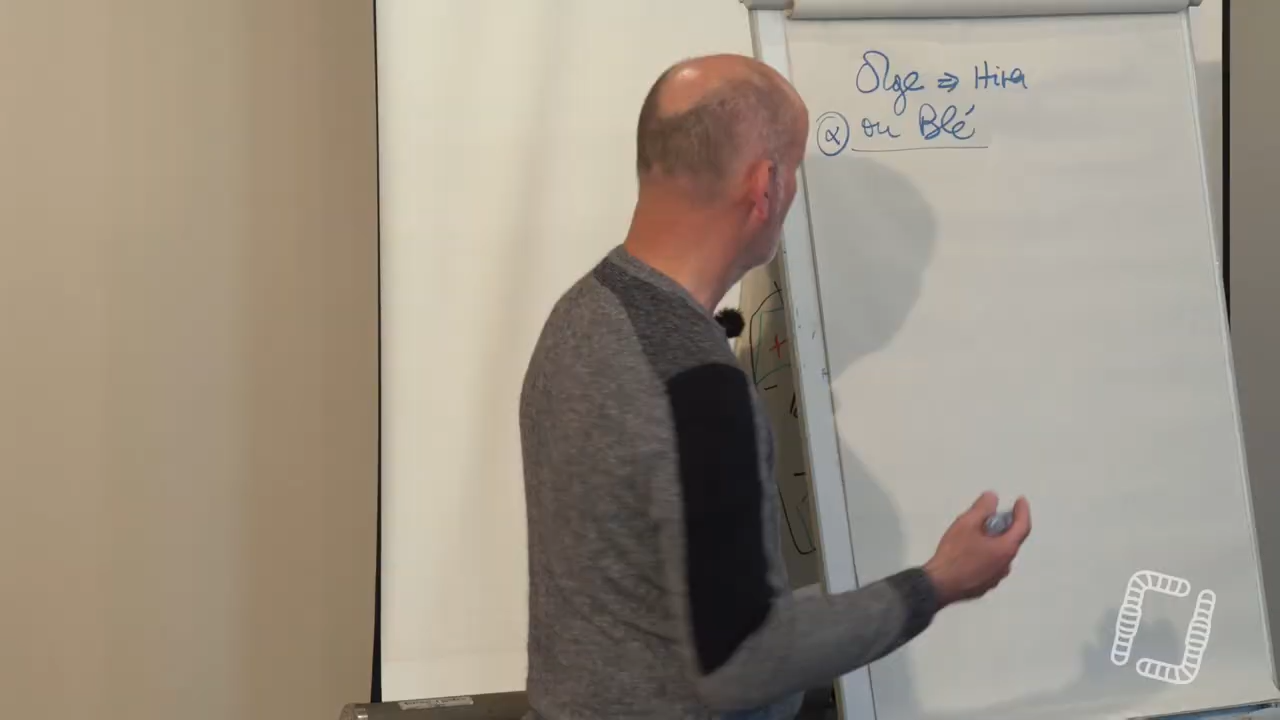 Orge => Hira
α ou Blé